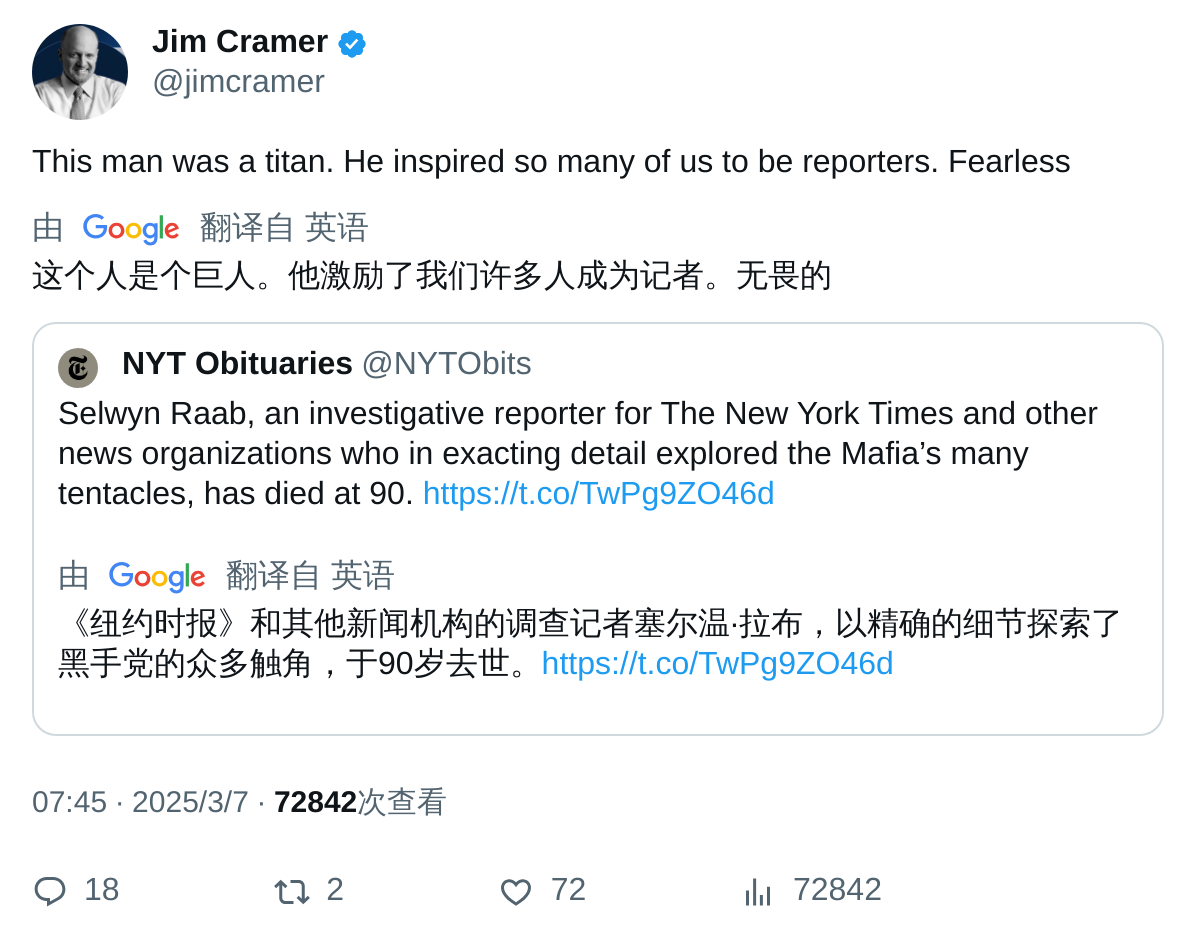 Jim Cramer
@jimcramer
This man was a titan. He inspired so many of us to be reporters. Fearless
由 Google 翻译自 英语
这个人是个巨人。他激励了我们许多人成为记者。无畏的
NYT Obituaries @NYTObits
Selwyn Raab, an investigative reporter for The New York Times and other
news organizations who in exacting detail explored the Mafia’s many
tentacles, has died at 90. https://t.co/TwPg9ZO46d
由 Google 翻译自 英语
《纽约时报》和其他新闻机构的调查记者塞尔温·拉布，以精确的细节探索了
黑手党的众多触角，于90岁去世。https://t.co/TwPg9ZO46d
07:45 · 2025/3/7 · 72842次查看
18 2 72 72842